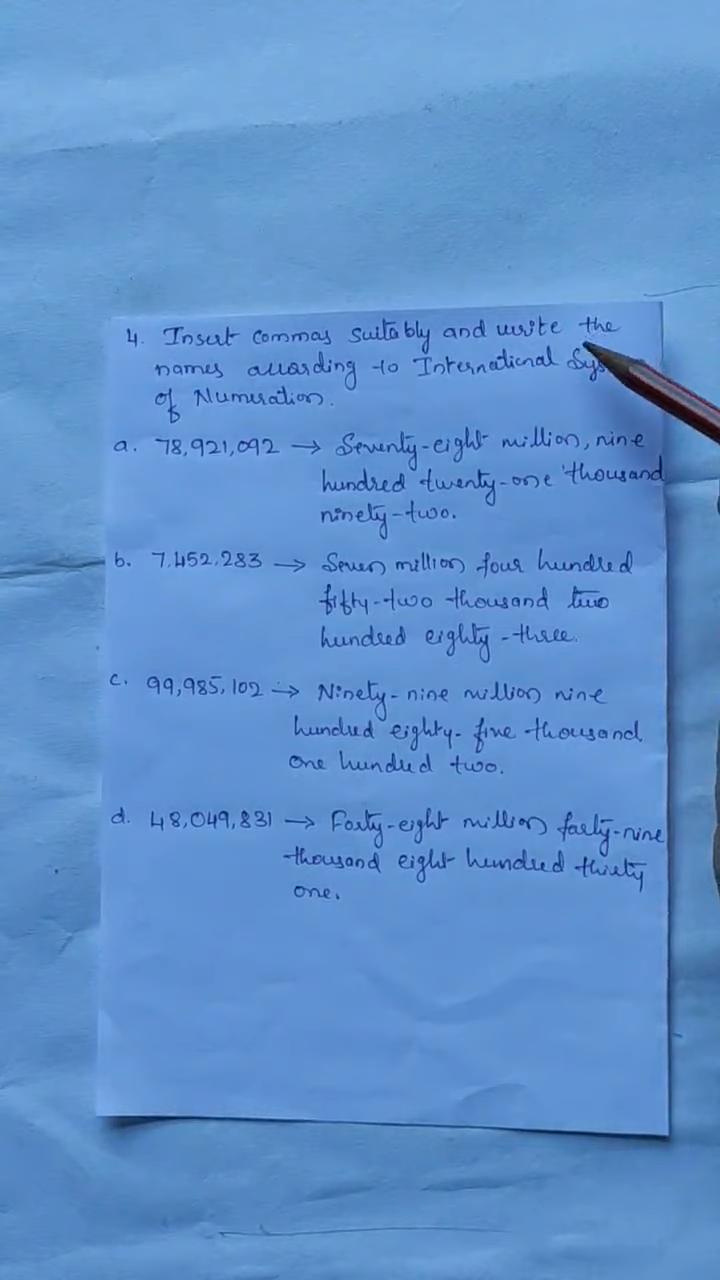 4. Insert commas suitably and write the
names according to International Sys
of Numeration.
a. 78,921,092 → Seventy-eight million, nine
hundred twenty-one thousand
ninety-two.
b. 7,452,283 → Seven million four hundred
fifty-two thousand two
hundred eighty-three.
c. 99,985,102 → Ninety-nine million nine
hundred eighty-five thousand
one hundred two.
d. 48,049,831 → Forty-eight million forty-nine
thousand eight hundred thirty
one.